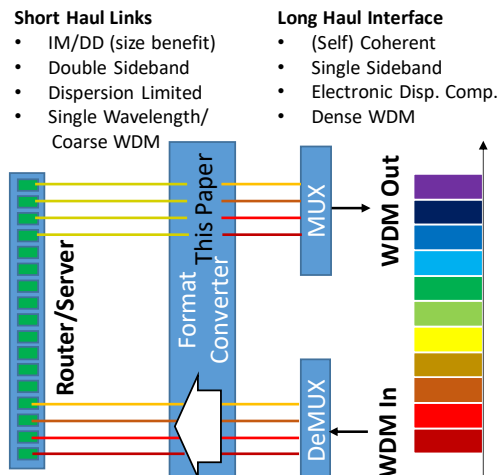 Short Haul Links
• IM/DD (size benefit)
• Double Sideband
• Dispersion Limited
• Single Wavelength/
Coarse WDM
Long Haul Interface
• (Self) Coherent
• Single Sideband
• Electronic Disp. Comp.
• Dense WDM
Router/Server
This Paper
Format
Converter
MUX
WDM Out
DeMUX
WDM In